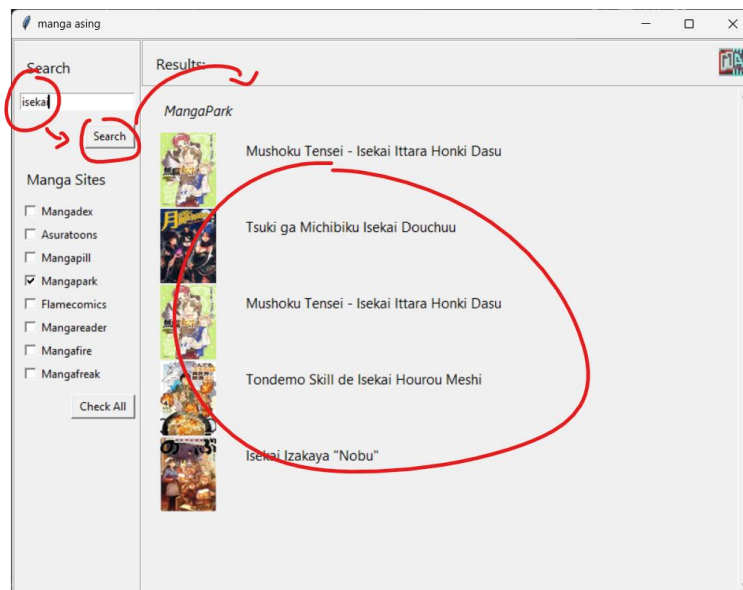 manga asing
Search
isekai
Search
Manga Sites
Mangadex
Asuratoons
Mangapill
Mangapark
Flamecomics
Mangareader
Mangafire
Mangafreak
Check All
Results:
MangaPark
Mushoku Tensei - Isekai Ittara Honki Dasu
Tsuki ga Michibiku Isekai Douchuu
Mushoku Tensei - Isekai Ittara Honki Dasu
Tondemo Skill de Isekai Hourou Meshi
Isekai Izakaya "Nobu"